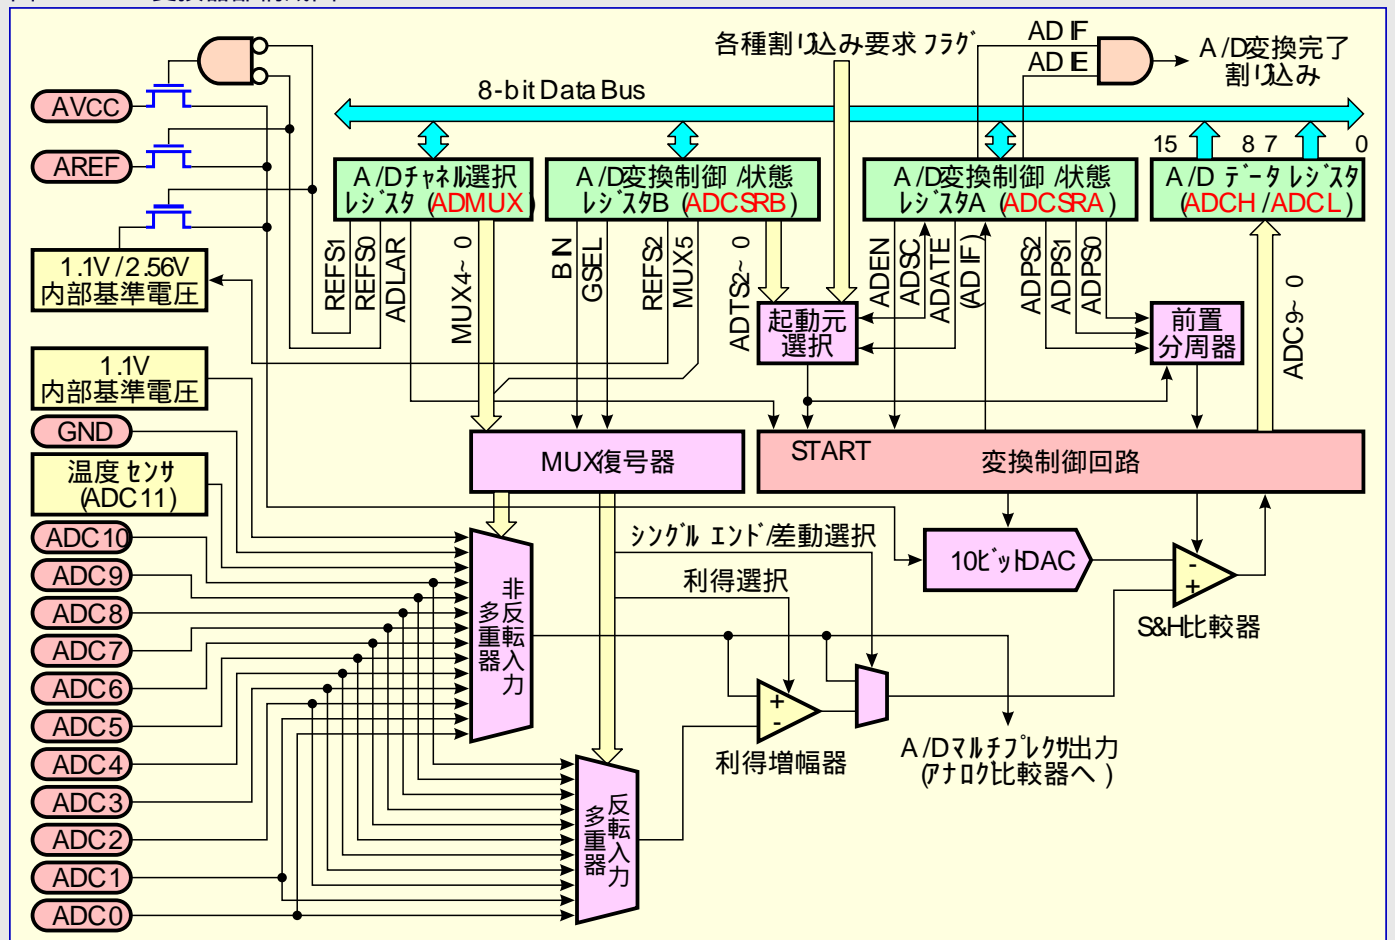 各種割り込み要求フラグ
ADIF
ADIE
A/D変換完了
割り込み
8-bit Data Bus
15
8
7
0
AVCC
AREF
A/Dチャネル選択
レジスタ (ADMUX)
A/D変換制御/状態
レジスタB (ADCSRB)
A/D変換制御/状態
レジスタA (ADCSRA)
A/D データ レジスタ
(ADCH/ADCL)
1.1V/2.56V
内部基準電圧
REFS1
REFS0
ADLAR
MUX4~0
BIN
GSEL
REFS2
MUX5
ADTS2~0
ADEN
ADSC
ADATE
(ADIF)
ADPS2
ADPS1
ADPS0
ADC9~0
起動元
選択
前置
分周器
1.1V
内部基準電圧
GND
温度センサ
(ADC11)
MUX復号器
START
変換制御回路
ADC10
ADC9
ADC8
ADC7
ADC6
ADC5
ADC4
ADC3
ADC2
ADC1
ADC0
シングル エンド/差動選択
利得選択
10ビットDAC
-
+
S&H比較器
非反転入力
多重器
+
-
利得増幅器
A/Dマルチプレクサ出力
(アナログ比較器へ)
反転入力
多重器